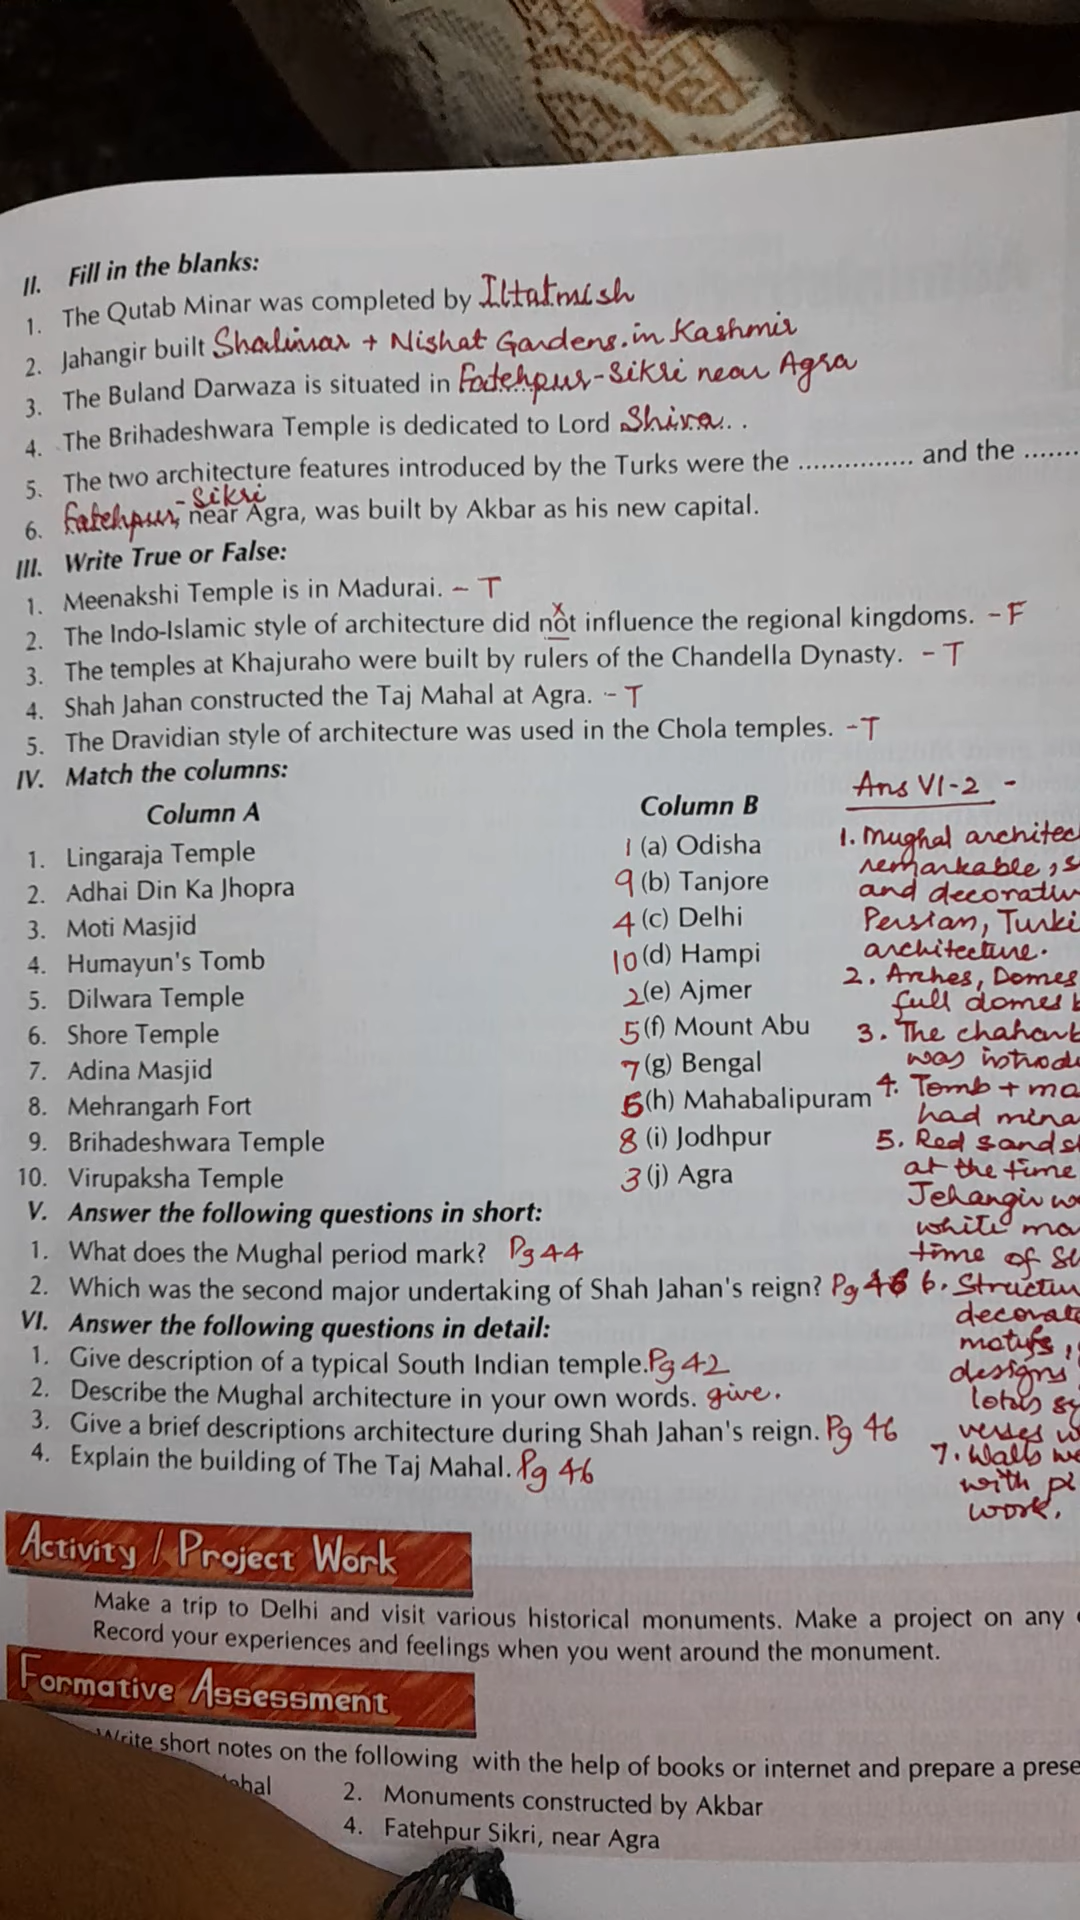 II. Fill in the blanks:
1. The Qutab Minar was completed by Iltatmish
2. Jahangir built Shalimar + Nishat Gardens. in Kashmir
3. The Buland Darwaza is situated in Fatehpur-Sikri near Agra
4. The Brihadeshwara Temple is dedicated to Lord Shiva...
5. The two architecture features introduced by the Turks were the ............... and the .......
- Sikri
6. Fatehpur, near Agra, was built by Akbar as his new capital.
III. Write True or False:
1. Meenakshi Temple is in Madurai. - T
2. The Indo-Islamic style of architecture did not influence the regional kingdoms. - F
3. The temples at Khajuraho were built by rulers of the Chandella Dynasty. - T
4. Shah Jahan constructed the Taj Mahal at Agra. - T
5. The Dravidian style of architecture was used in the Chola temples. - T
IV. Match the columns:
Column A
1. Lingaraja Temple
2. Adhai Din Ka Jhopra
3. Moti Masjid
4. Humayun's Tomb
5. Dilwara Temple
6. Shore Temple
7. Adina Masjid
8. Mehrangarh Fort
9. Brihadeshwara Temple
10. Virupaksha Temple
Column B
1 (a) Odisha
9 (b) Tanjore
4 (c) Delhi
10 (d) Hampi
2 (e) Ajmer
5 (f) Mount Abu
7 (g) Bengal
(h) Mahabalipuram
8 (i) Jodhpur
3 (j) Agra
Ans VI-2 -
1. Mughal architec
remarkable,
and decorativ
Persian, Turki
architecture.
2. Arches, Domes
full domes
3. The
was introd
4. Tomb + ma
had mina
5. Red sands
at the time
Jehangir w
white ma
time of
6. Structur
decorate
motifs,
designs
lotus
verses w
7. Walls we
with
work.
V. Answer the following questions in short:
1. What does the Mughal period mark? Pg 44
2. Which was the second major undertaking of Shah Jahan's reign? Pg 46
VI. Answer the following questions in detail:
1. Give description of a typical South Indian temple. Pg 42
2. Describe the Mughal architecture in your own words. give.
3. Give a brief descriptions architecture during Shah Jahan's reign. Pg 46
4. Explain the building of The Taj Mahal. Pg 46
Activity / Project Work
Make a trip to Delhi and visit various historical monuments. Make a project on any
Record your experiences and feelings when you went around the monument.
Formative Assessment
Write short notes on the following with the help of books or internet and prepare a prese
2. Monuments constructed by Akbar
4. Fatehpur Sikri, near Agra